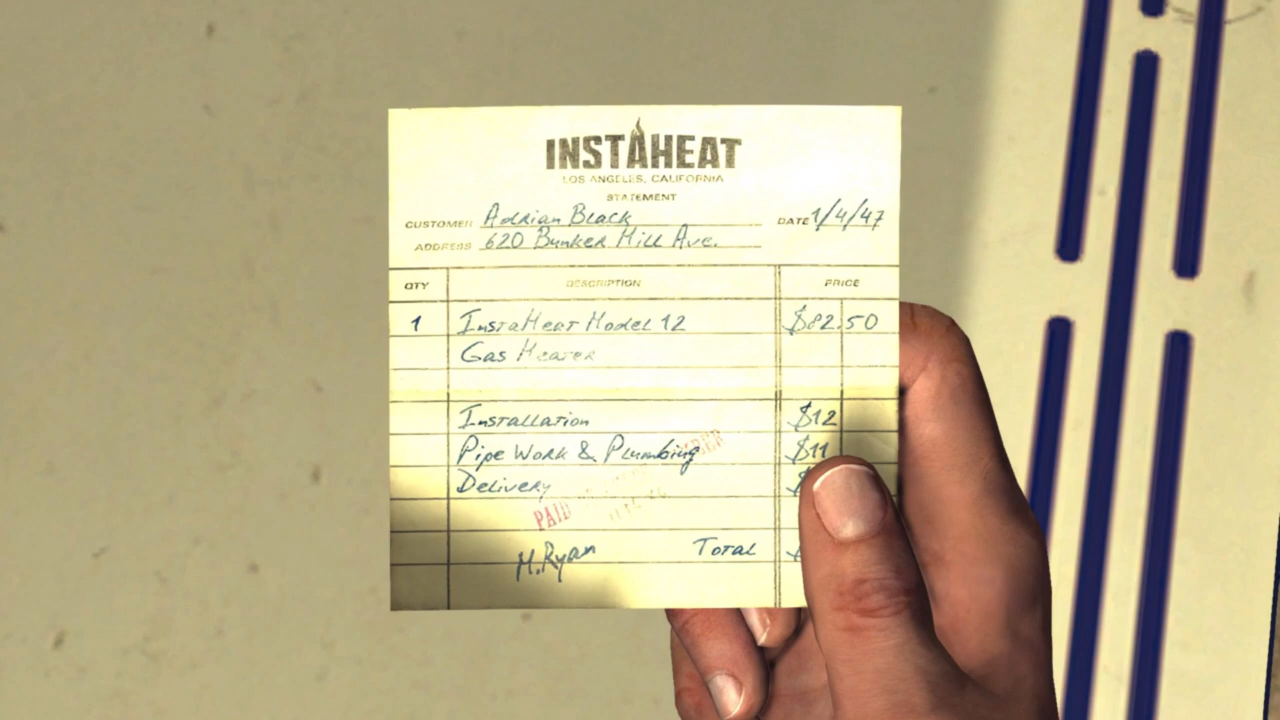 INSTAHEAT
LOS ANGELES, CALIFORNIA
STATEMENT
CUSTOMER Adrian Black DATE 1/4/47
ADDRESS 620 Bunker Hill Ave.
QTY DESCRIPTION PRICE
1 InstaHeat Model 12 $82.50
Gas Heater
Installation $12
Pipe Work & Plumbing $11
Delivery $
PAID
M.Ryan Total